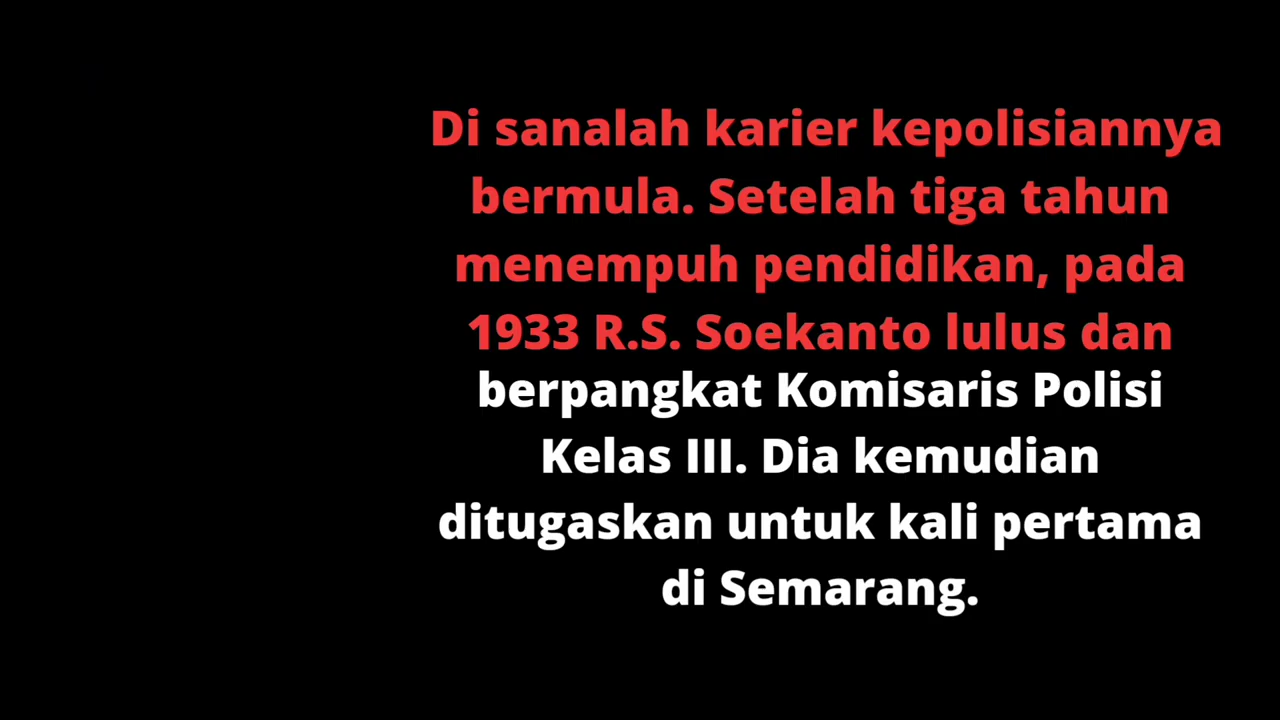 Di sanalah karier kepolisiannya
bermula. Setelah tiga tahun
menempuh pendidikan, pada
1933 R.S. Soekanto lulus dan
berpangkat Komisaris Polisi
Kelas III. Dia kemudian
ditugaskan untuk kali pertama
di Semarang.